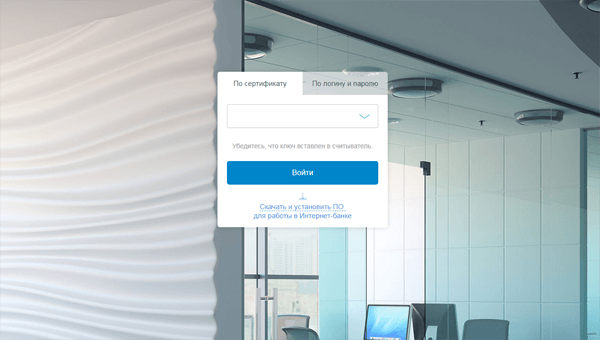 По сертификату
По логину и паролю
Убедитесь, что ключ вставлен в считыватель.
Войти
Скачать и установить ПО
для работы в Интернет-банке